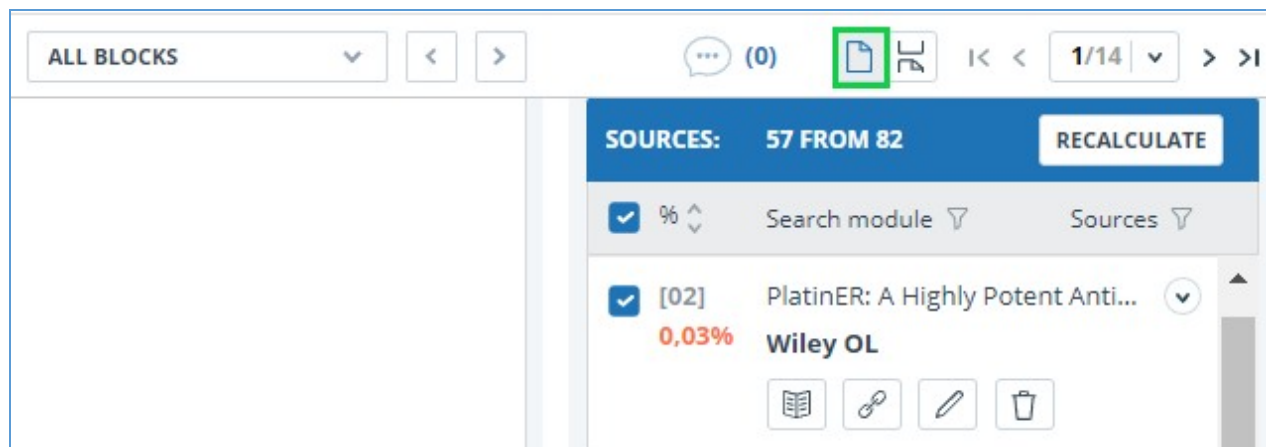 ALL BLOCKS
(0)
1/14
SOURCES: 57 FROM 82 RECALCULATE
% Search module Sources
[02] PlatinER: A Highly Potent Anti...
0,03% Wiley OL